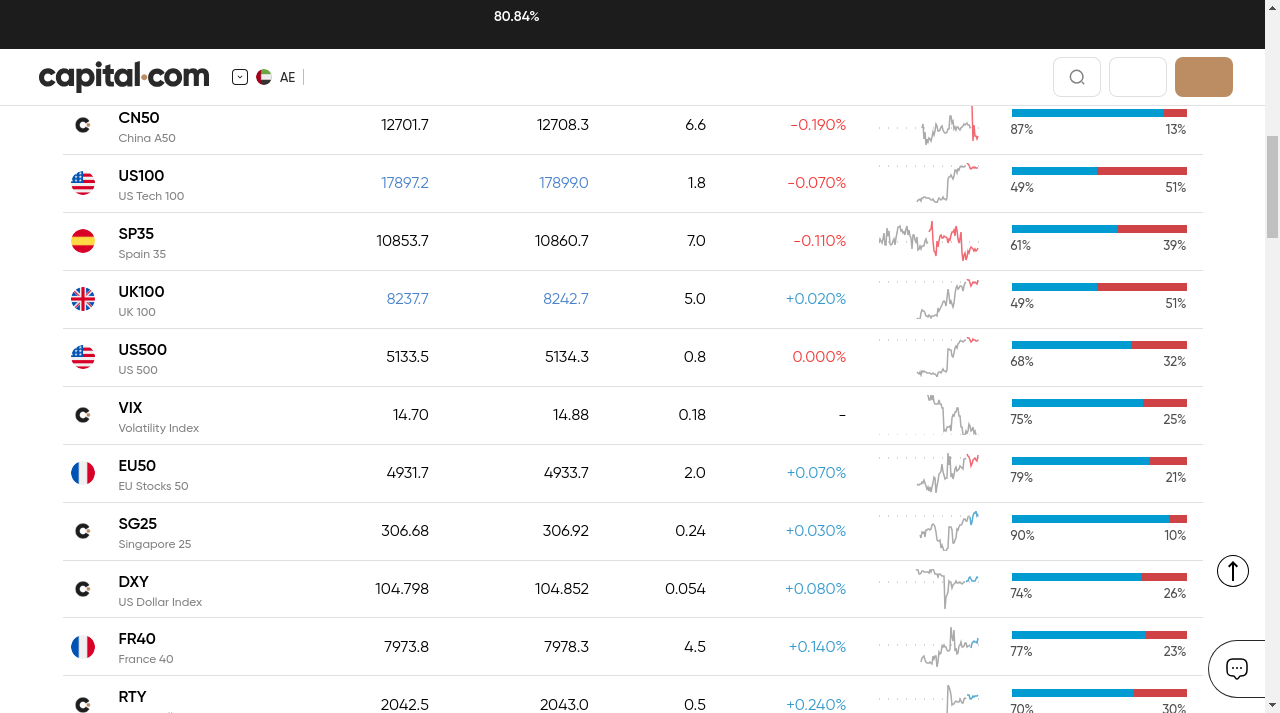 80.84%
capital.com
AE
CN50
China A50
12701.7 12708.3 6.6 -0.190% 87% 13%
US100
US Tech 100
17897.2 17899.0 1.8 -0.070% 49% 51%
SP35
Spain 35
10853.7 10860.7 7.0 -0.110% 61% 39%
UK100
UK 100
8237.7 8242.7 5.0 +0.020% 49% 51%
US500
US 500
5133.5 5134.3 0.8 0.000% 68% 32%
VIX
Volatility Index
14.70 14.88 0.18 - 75% 25%
EU50
EU Stocks 50
4931.7 4933.7 2.0 +0.070% 79% 21%
SG25
Singapore 25
306.68 306.92 0.24 +0.030% 90% 10%
DXY
US Dollar Index
104.798 104.852 0.054 +0.080% 74% 26%
FR40
France 40
7973.8 7978.3 4.5 +0.140% 77% 23%
RTY
2042.5 2043.0 0.5 +0.240% 70% 30%